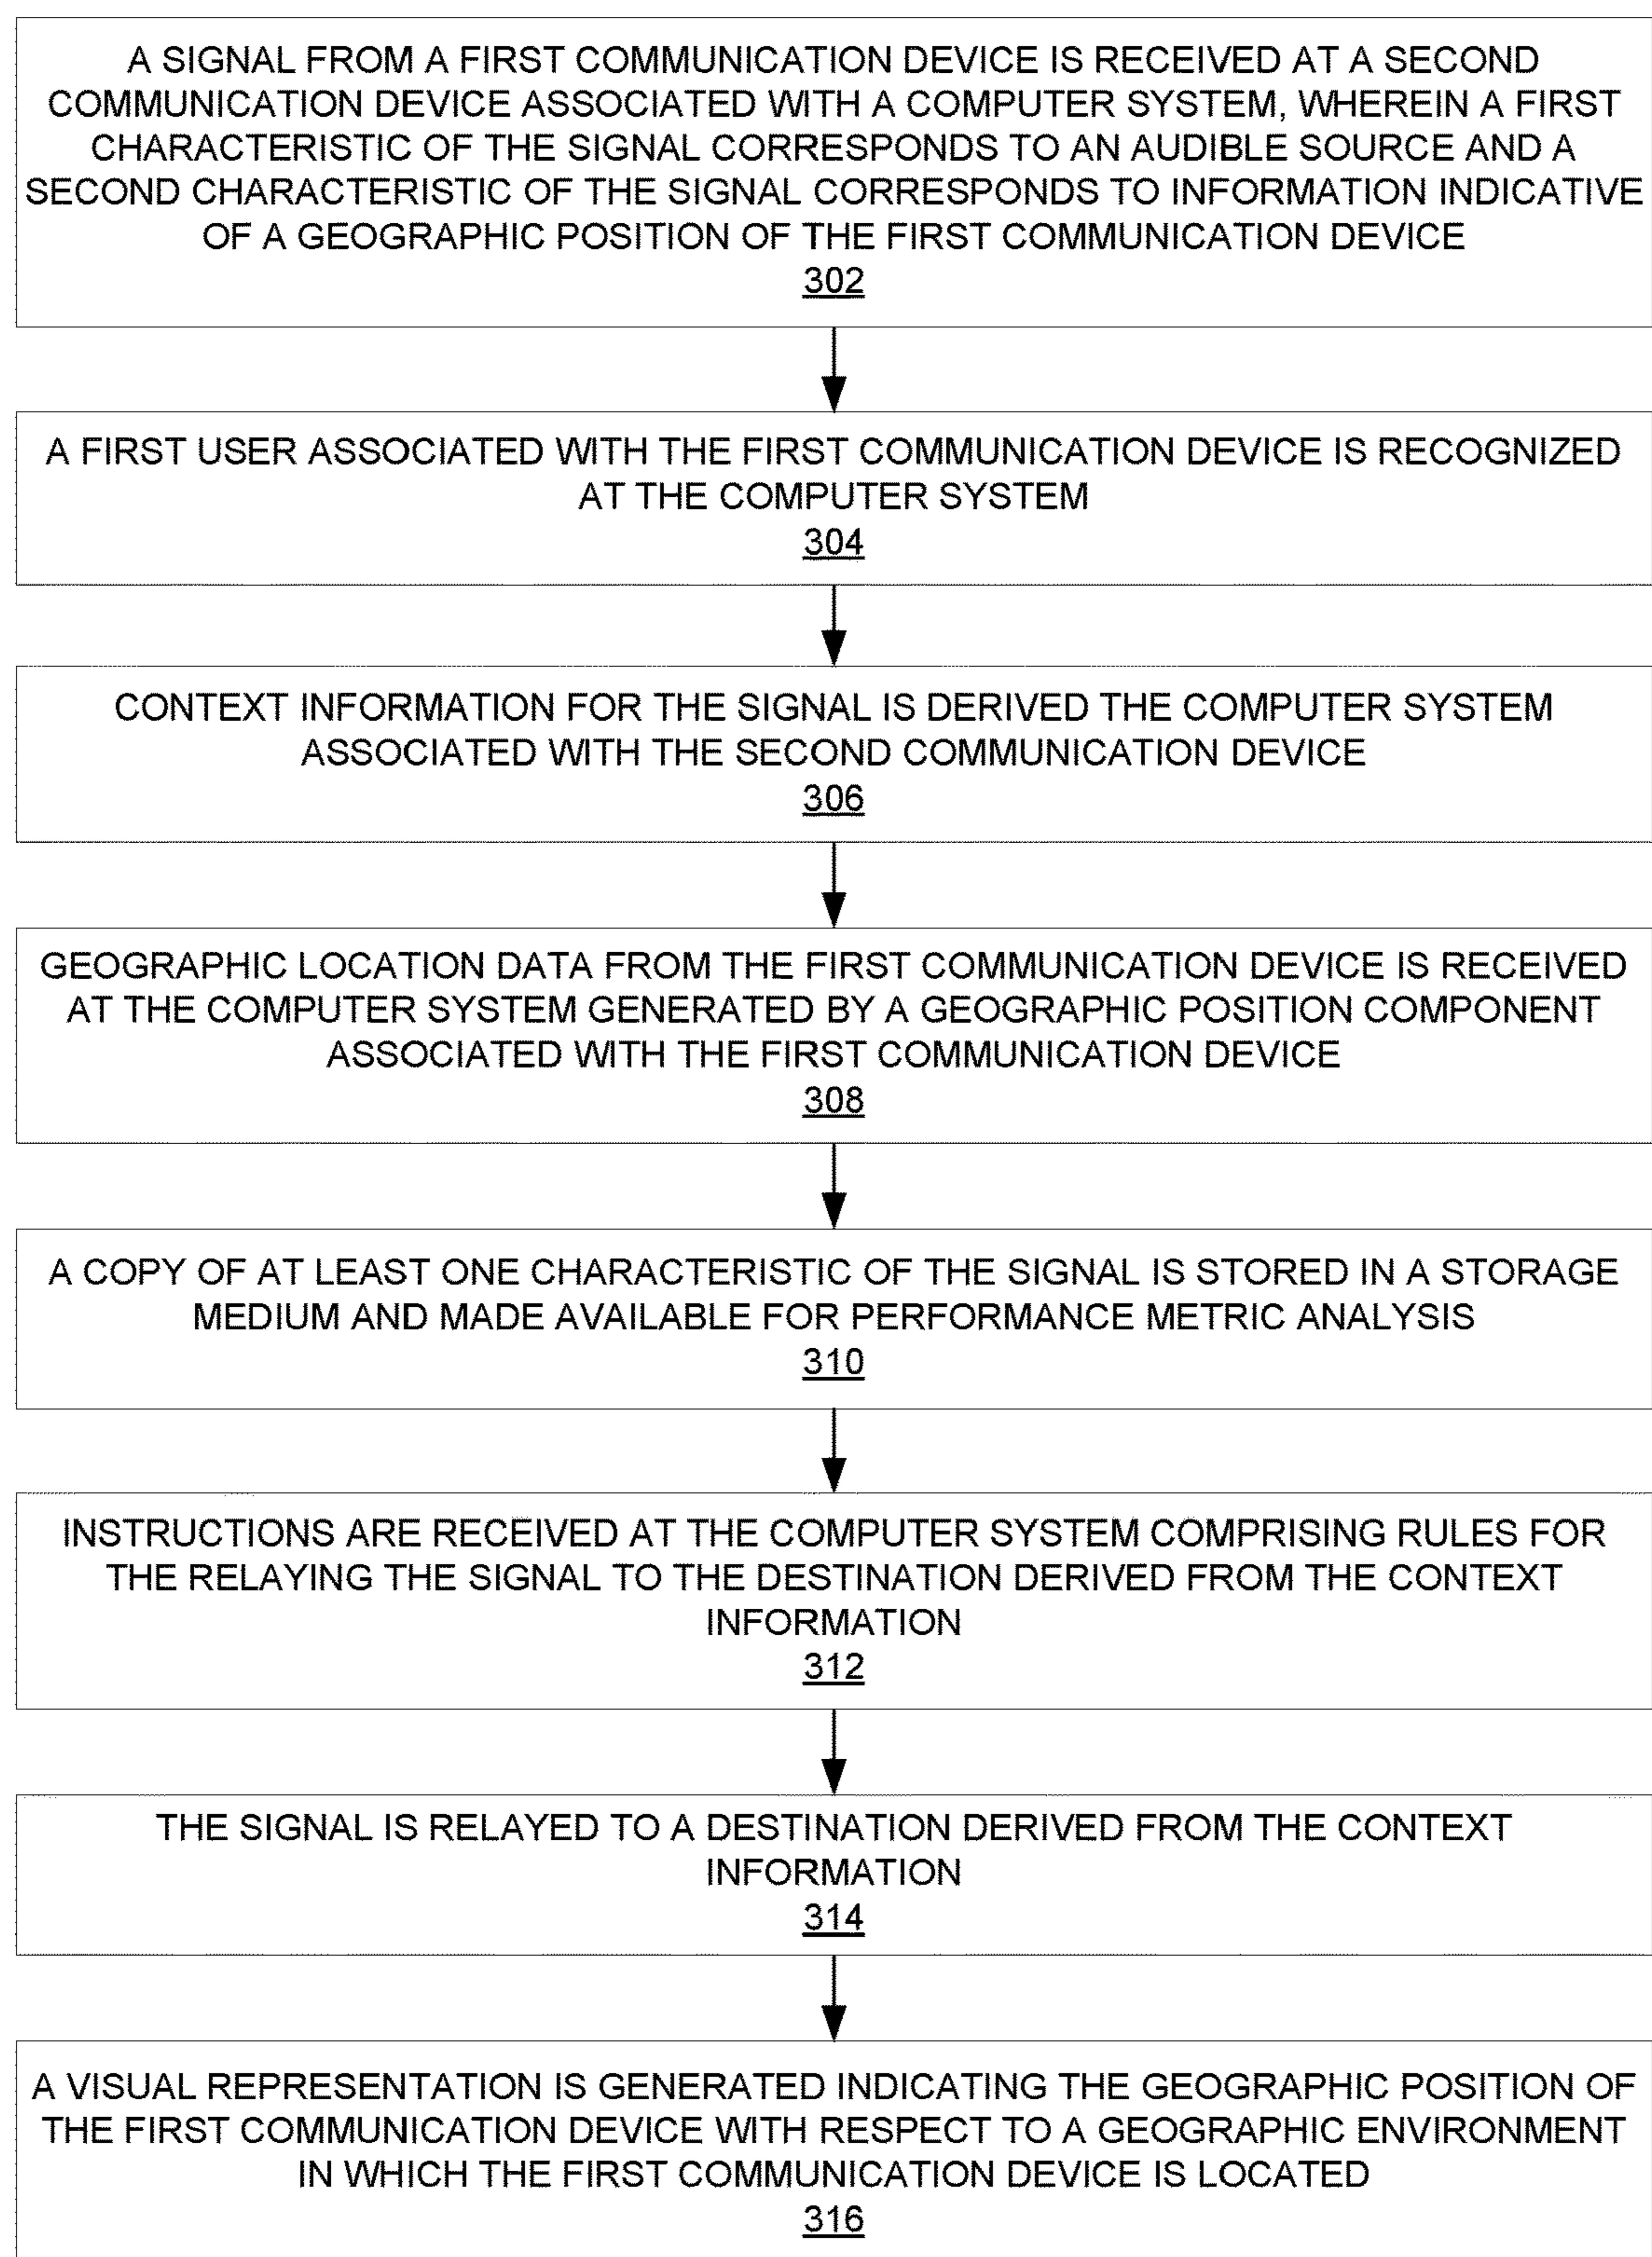 A SIGNAL FROM A FIRST COMMUNICATION DEVICE IS RECEIVED AT A SECOND
COMMUNICATION DEVICE ASSOCIATED WITH A COMPUTER SYSTEM, WHEREIN A FIRST
CHARACTERISTIC OF THE SIGNAL CORRESPONDS TO AN AUDIBLE SOURCE AND A
SECOND CHARACTERISTIC OF THE SIGNAL CORRESPONDS TO INFORMATION INDICATIVE
OF A GEOGRAPHIC POSITION OF THE FIRST COMMUNICATION DEVICE
302
A FIRST USER ASSOCIATED WITH THE FIRST COMMUNICATION DEVICE IS RECOGNIZED
AT THE COMPUTER SYSTEM
304
CONTEXT INFORMATION FOR THE SIGNAL IS DERIVED THE COMPUTER SYSTEM
ASSOCIATED WITH THE SECOND COMMUNICATION DEVICE
306
GEOGRAPHIC LOCATION DATA FROM THE FIRST COMMUNICATION DEVICE IS RECEIVED
AT THE COMPUTER SYSTEM GENERATED BY A GEOGRAPHIC POSITION COMPONENT
ASSOCIATED WITH THE FIRST COMMUNICATION DEVICE
308
A COPY OF AT LEAST ONE CHARACTERISTIC OF THE SIGNAL IS STORED IN A STORAGE
MEDIUM AND MADE AVAILABLE FOR PERFORMANCE METRIC ANALYSIS
310
INSTRUCTIONS ARE RECEIVED AT THE COMPUTER SYSTEM COMPRISING RULES FOR
THE RELAYING THE SIGNAL TO THE DESTINATION DERIVED FROM THE CONTEXT
INFORMATION
312
THE SIGNAL IS RELAYED TO A DESTINATION DERIVED FROM THE CONTEXT
INFORMATION
314
A VISUAL REPRESENTATION IS GENERATED INDICATING THE GEOGRAPHIC POSITION OF
THE FIRST COMMUNICATION DEVICE WITH RESPECT TO A GEOGRAPHIC ENVIRONMENT
IN WHICH THE FIRST COMMUNICATION DEVICE IS LOCATED
316